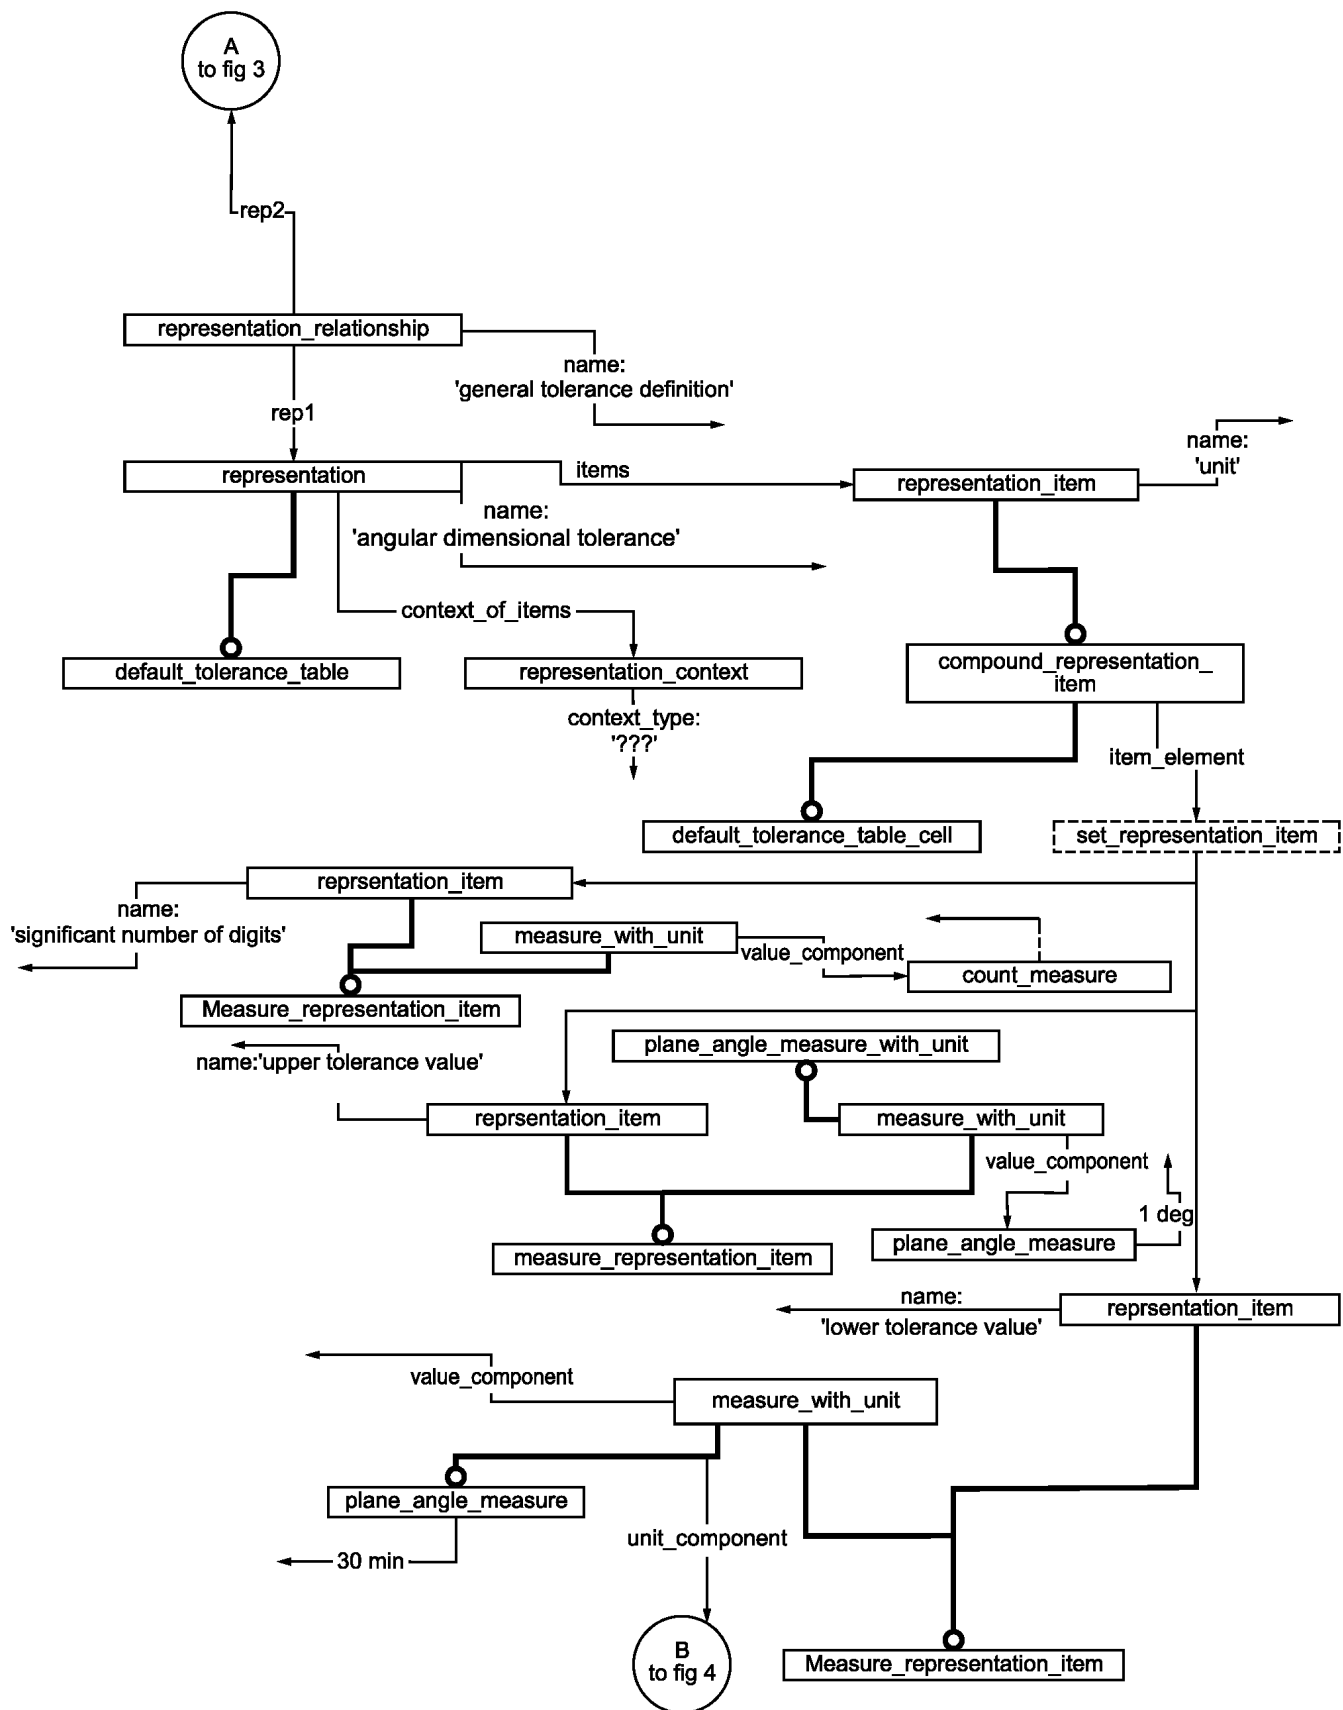 A
to fig 3
rep2
representation_relationship
name:
'general tolerance definition'
rep1
representation
items
name:
'angular dimensional tolerance'
representation_item
name:
'unit'
context_of_items
default_tolerance_table
representation_context
context_type:
'???'
compound_representation_
item
item_element
default_tolerance_table_cell
set_representation_item
reprsentation_item
name:
'significant number of digits'
measure_with_unit
value_component
count_measure
Measure_representation_item
name:'upper tolerance value'
plane_angle_measure_with_unit
reprsentation_item
measure_with_unit
value_component
1 deg
plane_angle_measure
measure_representation_item
name:
'lower tolerance value'
reprsentation_item
value_component
measure_with_unit
plane_angle_measure
30 min
unit_component
B
to fig 4
Measure_representation_item